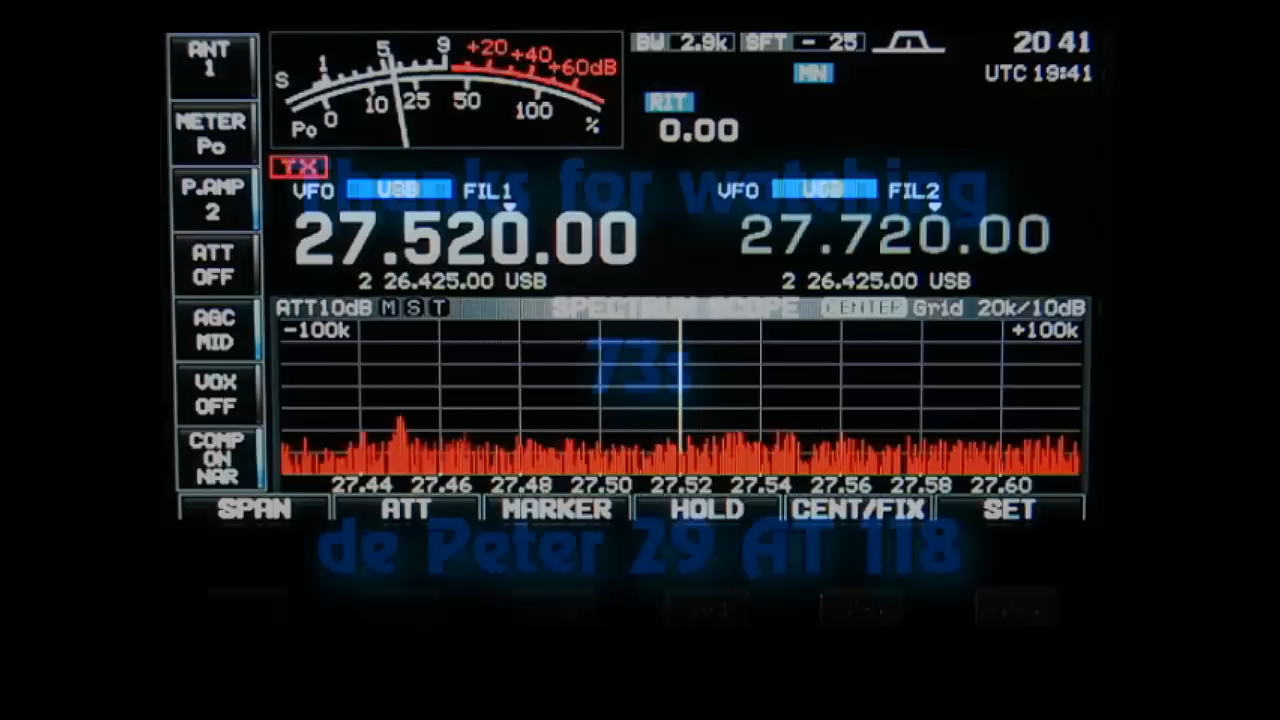 ANT 1
METER Po
P.AMP 2
ATT OFF
AGC MID
VOX OFF
COMP ON NAR
S 1 5 9 +20 +40 +60dB
Po 0 10 25 50 100 %
BW 2.9k SFT - 25
20 41
MN
UTC 19:41
RIT
0.00
TX
Thanks for watching
VFO USB FIL1
VFO USB FIL2
27.520.00
27.720.00
2 26.425.00 USB
2 26.425.00 USB
ATT10dB M S T SPECTRUM SCOPE CENTER Grid 20k/10dB
-100k +100k
73s
27.44 27.46 27.48 27.50 27.52 27.54 27.56 27.58 27.60
SPAN ATT MARKER HOLD CENT/FIX SET
de Peter 29 AT 118